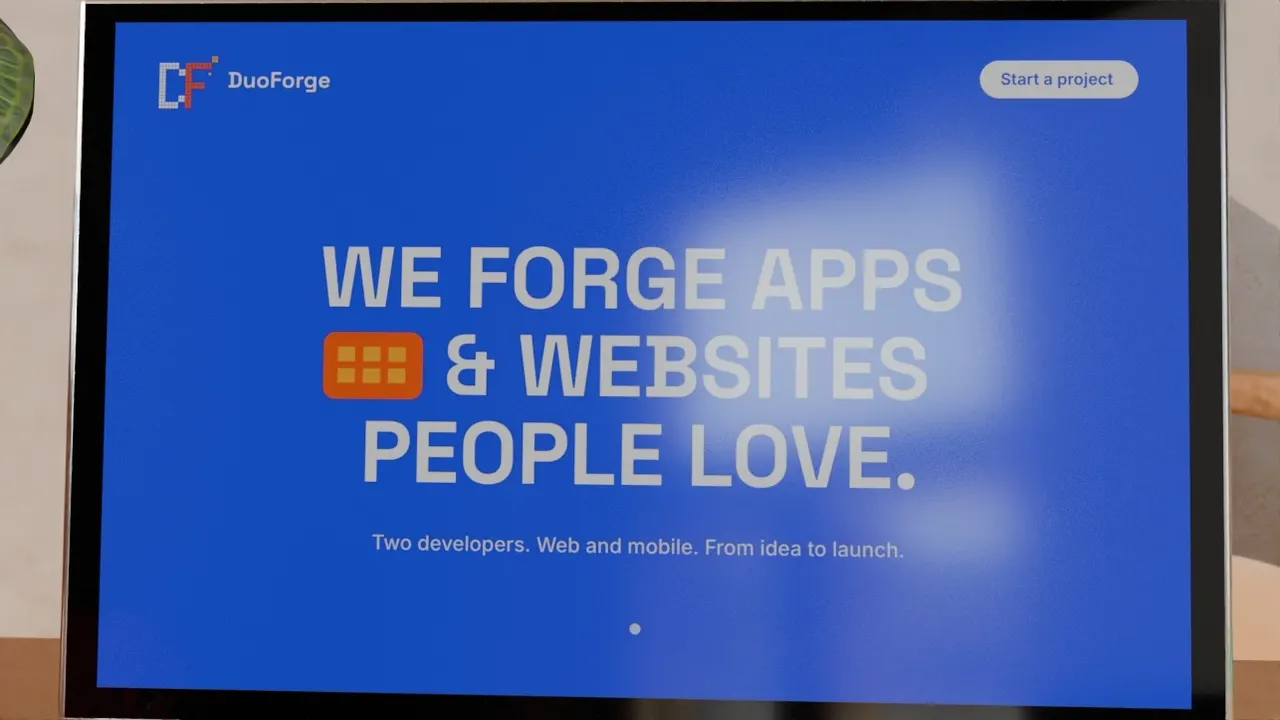 DF DuoForge
Start a project
WE FORGE APPS
& WEBSITES
PEOPLE LOVE.
Two developers. Web and mobile. From idea to launch.